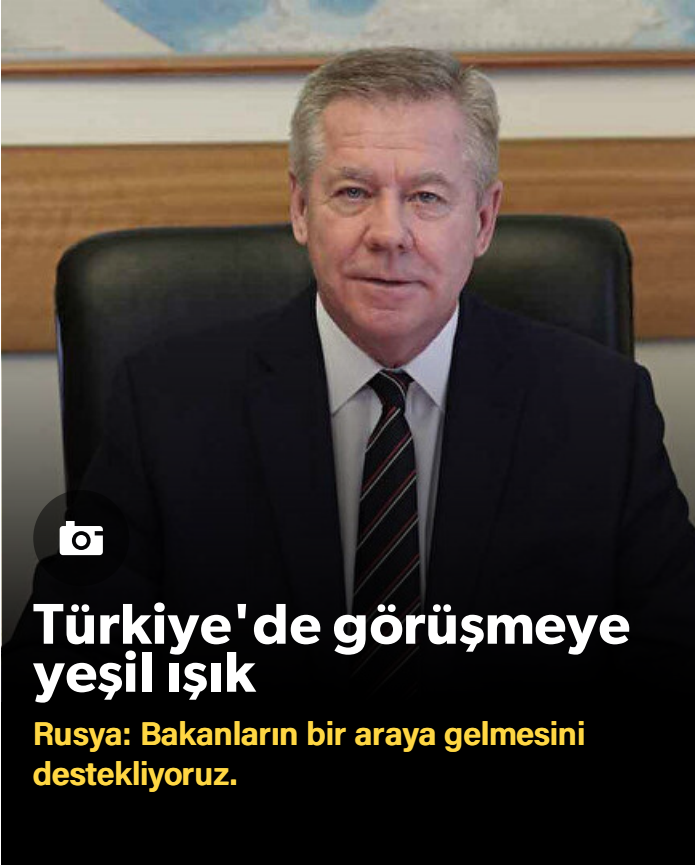 Türkiye'de görüşmeye
yeşil ışık
Rusya: Bakanların bir araya gelmesini
destekliyoruz.